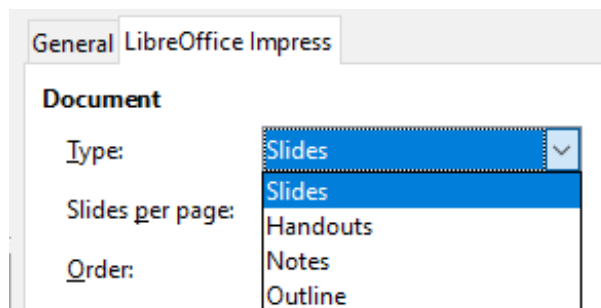 General LibreOffice Impress
Document
Type: Slides
Slides
Slides per page:
Handouts
Notes
Order:
Outline